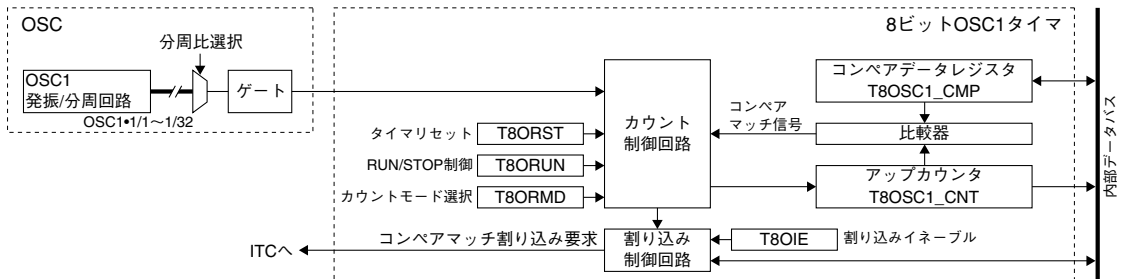 OSC
8ビットOSC1タイマ
分周比選択
OSC1
発振/分周回路
OSC1•1/1〜1/32
ゲート
タイマリセット
T8ORST
RUN/STOP制御
T8ORUN
カウントモード選択
T8ORMD
カウント
制御回路
コンペア
マッチ信号
コンペアデータレジスタ
T8OSC1_CMP
比較器
アップカウンタ
T8OSC1_CNT
内部データバス
ITCへ
コンペアマッチ割り込み要求
割り込み
制御回路
T8OIE
割り込みイネーブル